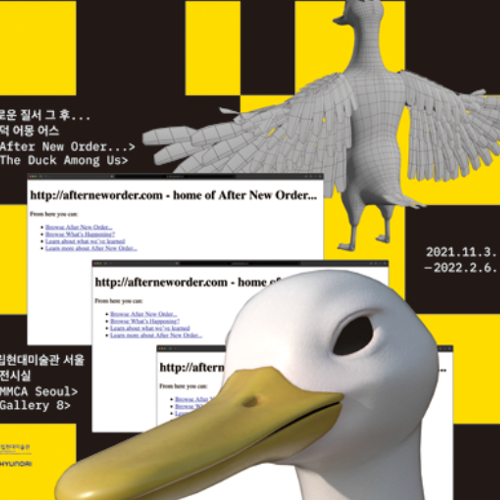 로운 질서 그 후...
덕 어몽 어스
After New Order...>
The Duck Among Us>
http://afterneworder.com - home of After New Order...
From here you can:
Browse After New Order...
Browse What's Happening?
Learn about what we've learned
Learn more about After New Order...
2021.11.3.
—2022.2.6.
http://afterneworder.com - home of
From here you can:
Browse After New Order...
Browse What's Happening?
Learn about what we've learned
Learn more about After New Order...
http://aftern
From here you can:
립현대미술관 서울
전시실
MMCA Seoul>
Gallery 8>
HYUNDAI